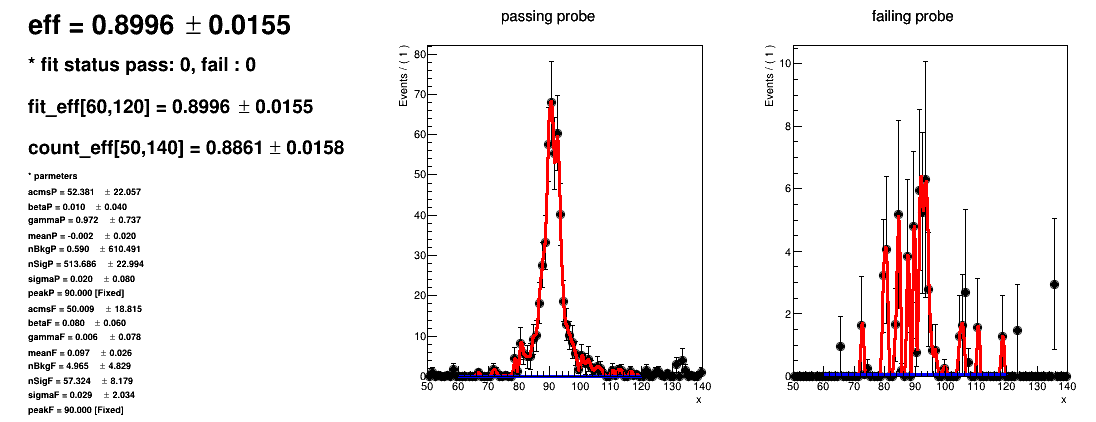 eff = 0.8996 ± 0.0155
* fit status pass: 0, fail : 0
fit_eff[60,120] = 0.8996 ± 0.0155
count_eff[50,140] = 0.8861 ± 0.0158
* parmeters
acmsP = 52.381 ± 22.057
betaP = 0.010 ± 0.040
gammaP = 0.972 ± 0.737
meanP = -0.002 ± 0.020
nBkgP = 0.590 ± 610.491
nSigP = 513.686 ± 22.994
sigmaP = 0.020 ± 0.080
peakP = 90.000 [Fixed]
acmsF = 50.009 ± 18.815
betaF = 0.080 ± 0.060
gammaF = 0.006 ± 0.078
meanF = 0.097 ± 0.026
nBkgF = 4.965 ± 4.829
nSigF = 57.324 ± 8.179
sigmaF = 0.029 ± 2.034
peakF = 90.000 [Fixed]
passing probe
Events / ( 1 )
80
70
60
50
40
30
20
10
0
50 60 70 80 90 100 110 120 130 140
x
failing probe
Events / ( 1 )
10
8
6
4
2
0
50 60 70 80 90 100 110 120 130 140
x